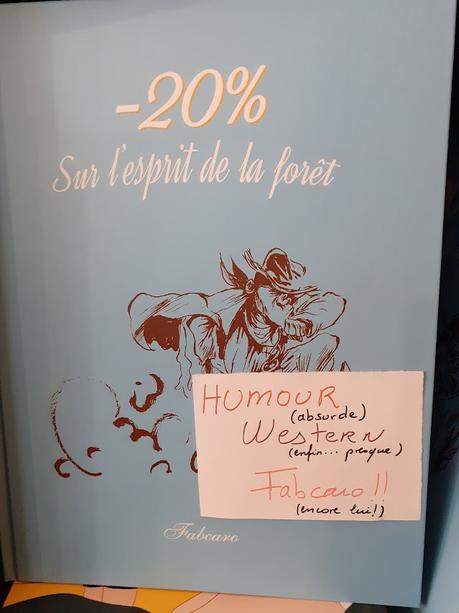 -20%
Sur l'esprit de la forêt
HUMOUR
(absurde)
WESTERN
(enfin... presque)
Fabcaro !!
(encore lui!)
Fabcaro